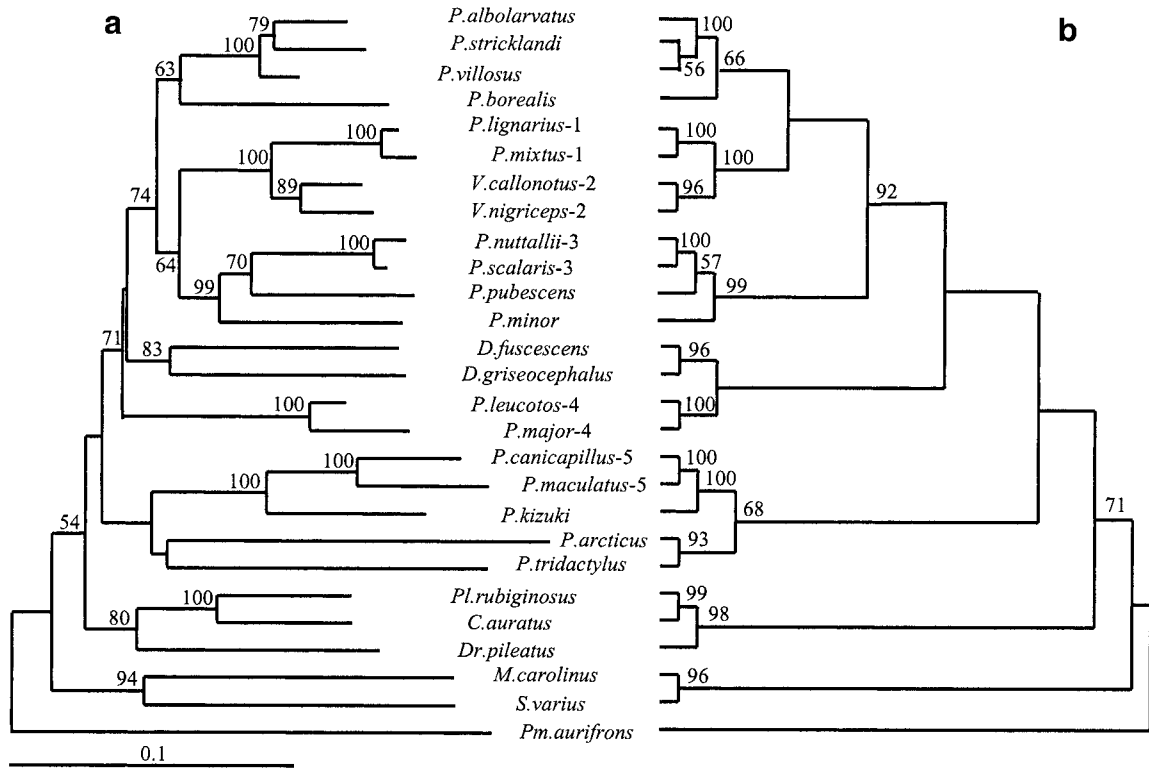 a
b
79
P.albolarvatus
100
100
P.stricklandi
56
66
63
P.villosus
P.borealis
100
P.lignarius-1
100
100
P.mixtus-1
100
89
V.callonotus-2
96
V.nigriceps-2
74
92
100
P.nuttallii-3
100
64
70
P.scalaris-3
57
99
P.pubescens
99
P.minor
71
83
D.fuscescens
96
D.griseocephalus
100
P.leucotos-4
100
P.major-4
100
P.canicapillus-5
100
100
P.maculatus-5
100
P.kizuki
68
71
54
P.arcticus
93
P.tridactylus
100
Pl.rubiginosus
99
80
C.auratus
98
Dr.pileatus
94
M.carolinus
96
S.varius
Pm.aurifrons
0.1